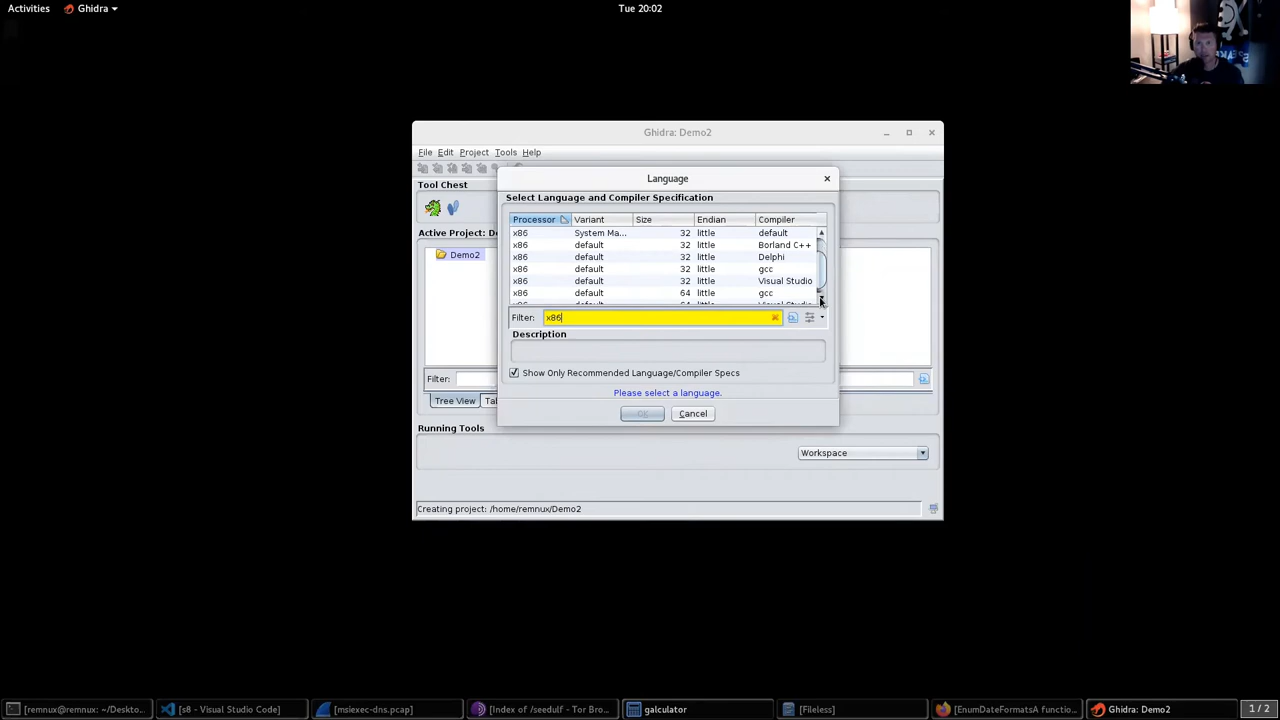 Activities Ghidra Tue 20:02
Ghidra: Demo2
File Edit Project Tools Help
Tool Chest
Active Project: De
Demo2
Filter:
Tree View Tal
Running Tools
Workspace
Creating project: /home/remnux/Demo2
Language
Select Language and Compiler Specification
Processor Variant Size Endian Compiler
x86 System Ma... 32 little default
x86 default 32 little Borland C++
x86 default 32 little Delphi
x86 default 32 little gcc
x86 default 32 little Visual Studio
x86 default 64 little gcc
Filter: x86
Description
Show Only Recommended Language/Compiler Specs
Please select a language.
OK Cancel
[remnux@remnux: ~/Deskto... [s8 - Visual Studio Code] [msiexec-dns.pcap] [Index of /seedulf - Tor Bro... galculator [Fileless] [EnumDateFormatsA functio... Ghidra: Demo2 1 / 2